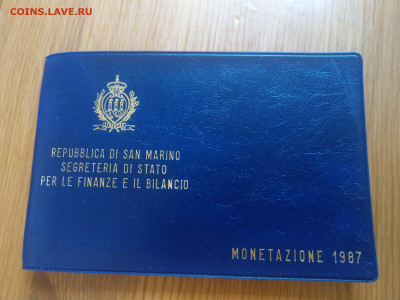 COINS.LAVE.RU
REPUBBLICA DI SAN MARINO
SEGRETERIA DI STATO
PER LE FINANZE E IL BILANCIO
MONETAZIONE 1987